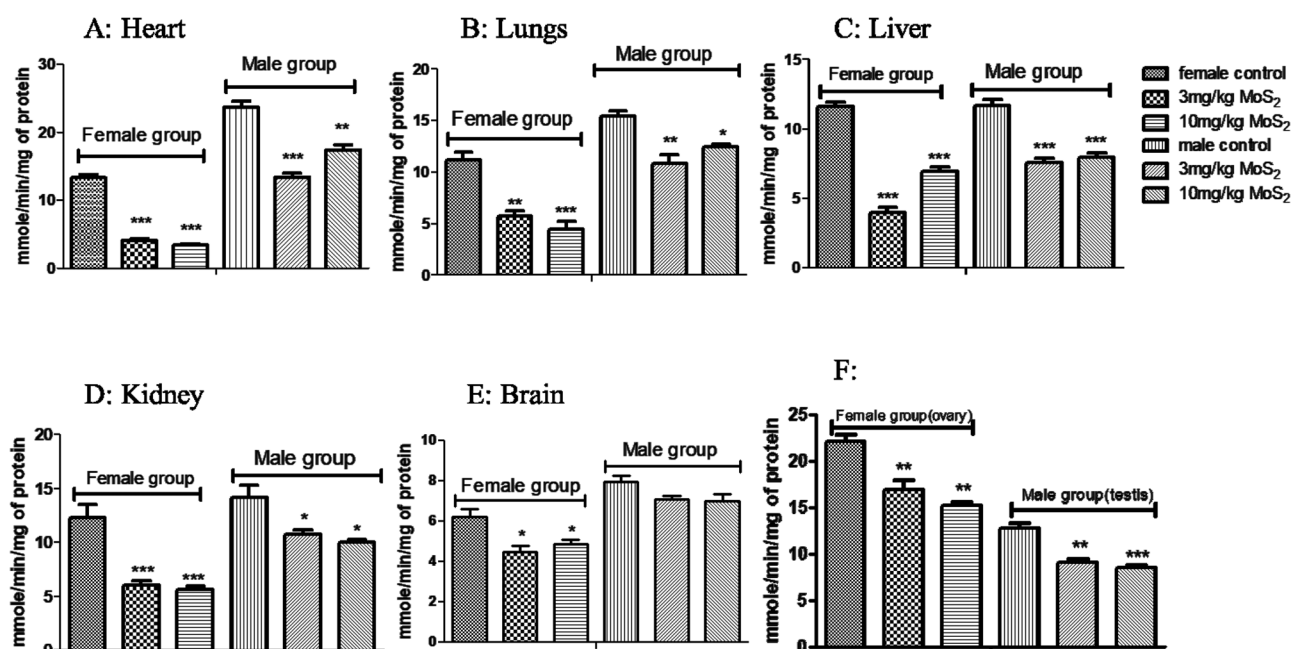 A: Heart
mmole/min/mg of protein
30
20
10
0
Female group
Male group
***
***
***
**
B: Lungs
mmole/min/mg of protein
20
15
10
5
0
Female group
Male group
**
***
**
*
C: Liver
mmole/min/mg of protein
15
10
5
0
Female group
Male group
***
***
***
***
female control
3mg/kg MoS₂
10mg/kg MoS₂
male control
3mg/kg MoS₂
10mg/kg MoS₂
D: Kidney
mmole/min/mg of protein
20
15
10
5
0
Female group
Male group
***
***
*
*
E: Brain
mmole/min/mg of protein
10
8
6
4
2
0
Female group
Male group
*
*
F:
mmole/min/mg of protein
25
20
15
10
5
0
Female group(ovary)
Male group(testis)
**
**
**
***